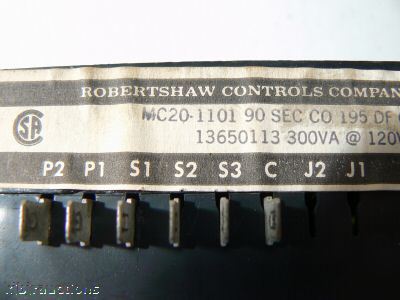 ROBERTSHAW CONTROLS COMPAN
MC20-1101 90 SEC CO 195 DF
13650113 300VA @ 120V
P2 P1 S1 S2 S3 C J2 J1